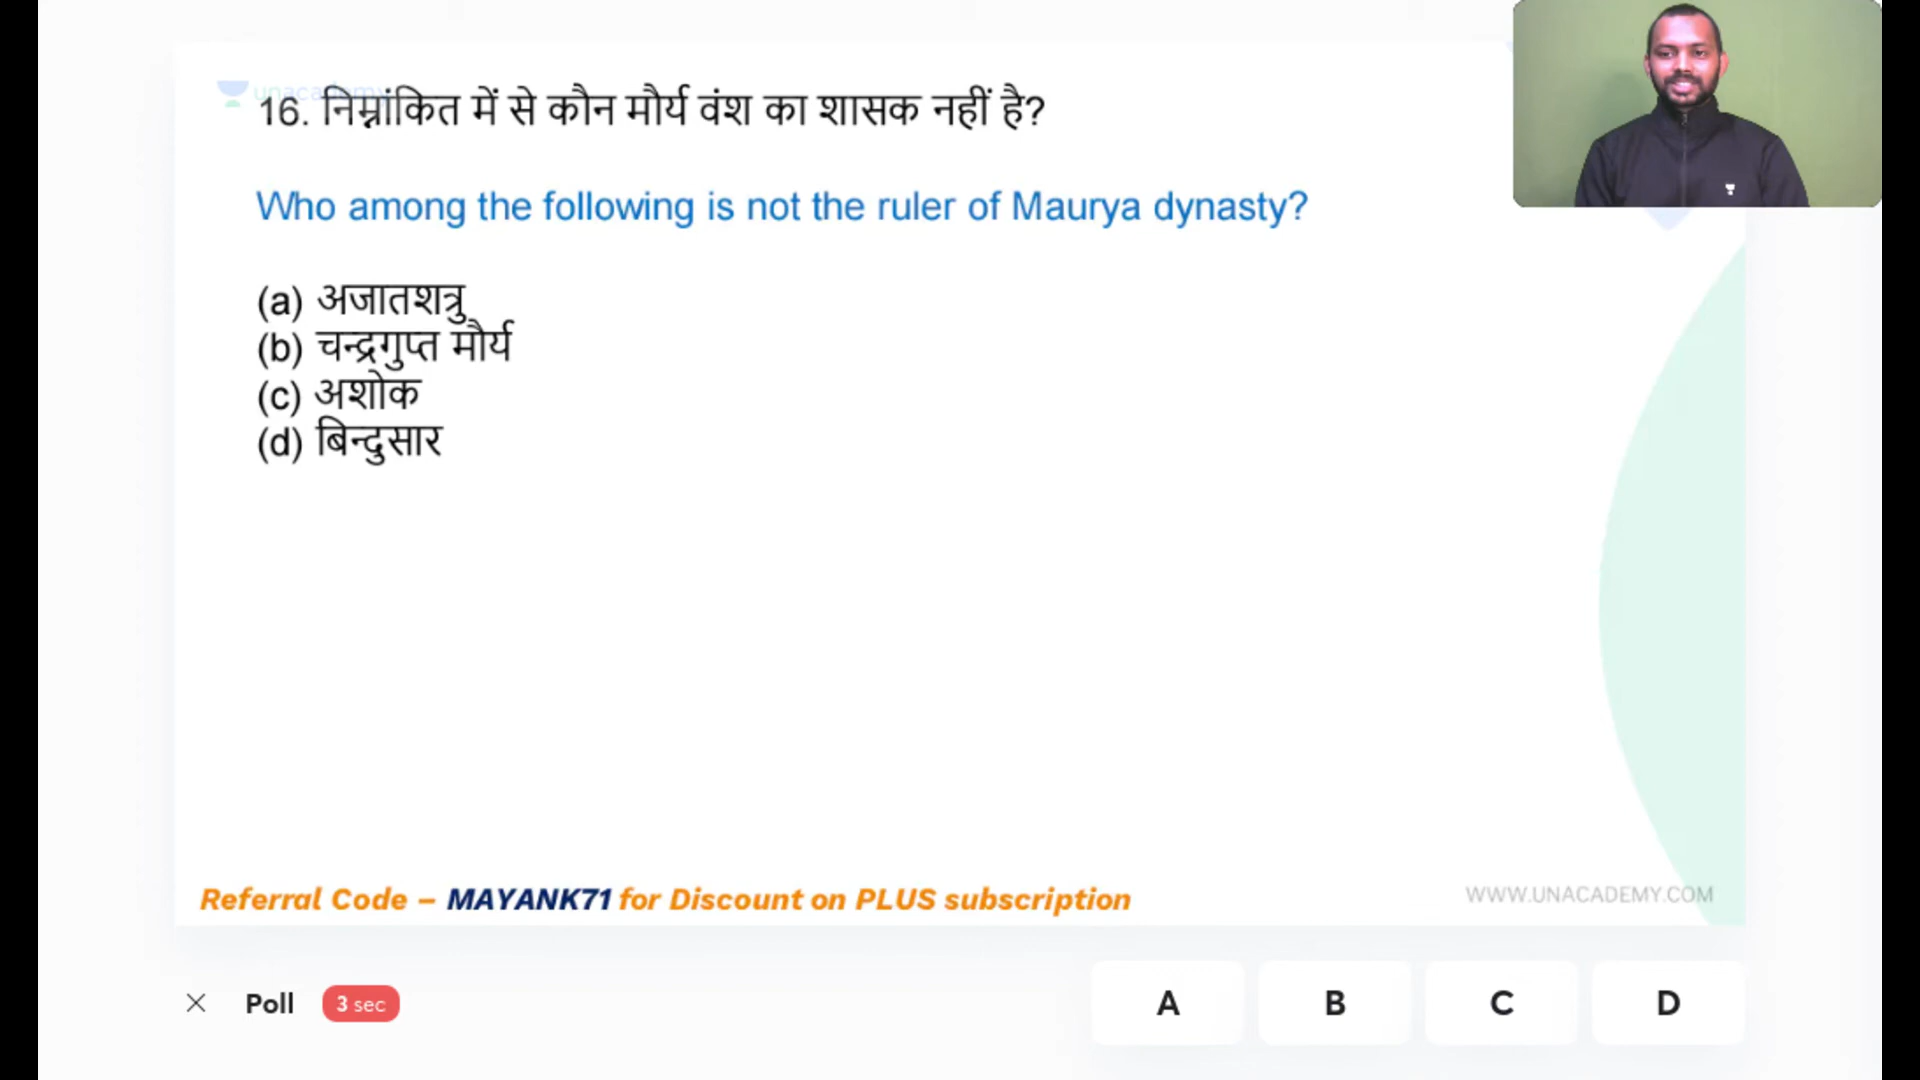 unacademy
16. निम्नांकित में से कौन मौर्य वंश का शासक नहीं है?
Who among the following is not the ruler of Maurya dynasty?
(a) अजातशत्रु
(b) चन्द्रगुप्त मौर्य
(c) अशोक
(d) बिन्दुसार
Referral Code – MAYANK71 for Discount on PLUS subscription
WWW.UNACADEMY.COM
Poll 3 sec
A B C D